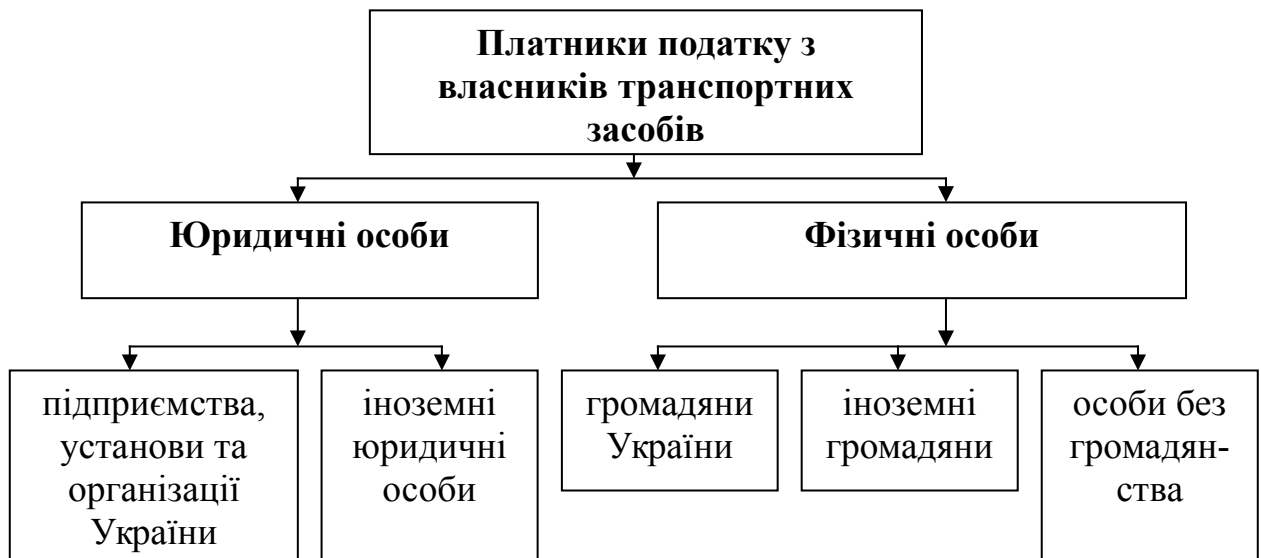 Платники податку з
власників транспортних
засобів
Юридичні особи
Фізичні особи
підприємства,
установи та
організації
України
іноземні
юридичні
особи
громадяни
України
іноземні
громадяни
особи без
громадян-
ства